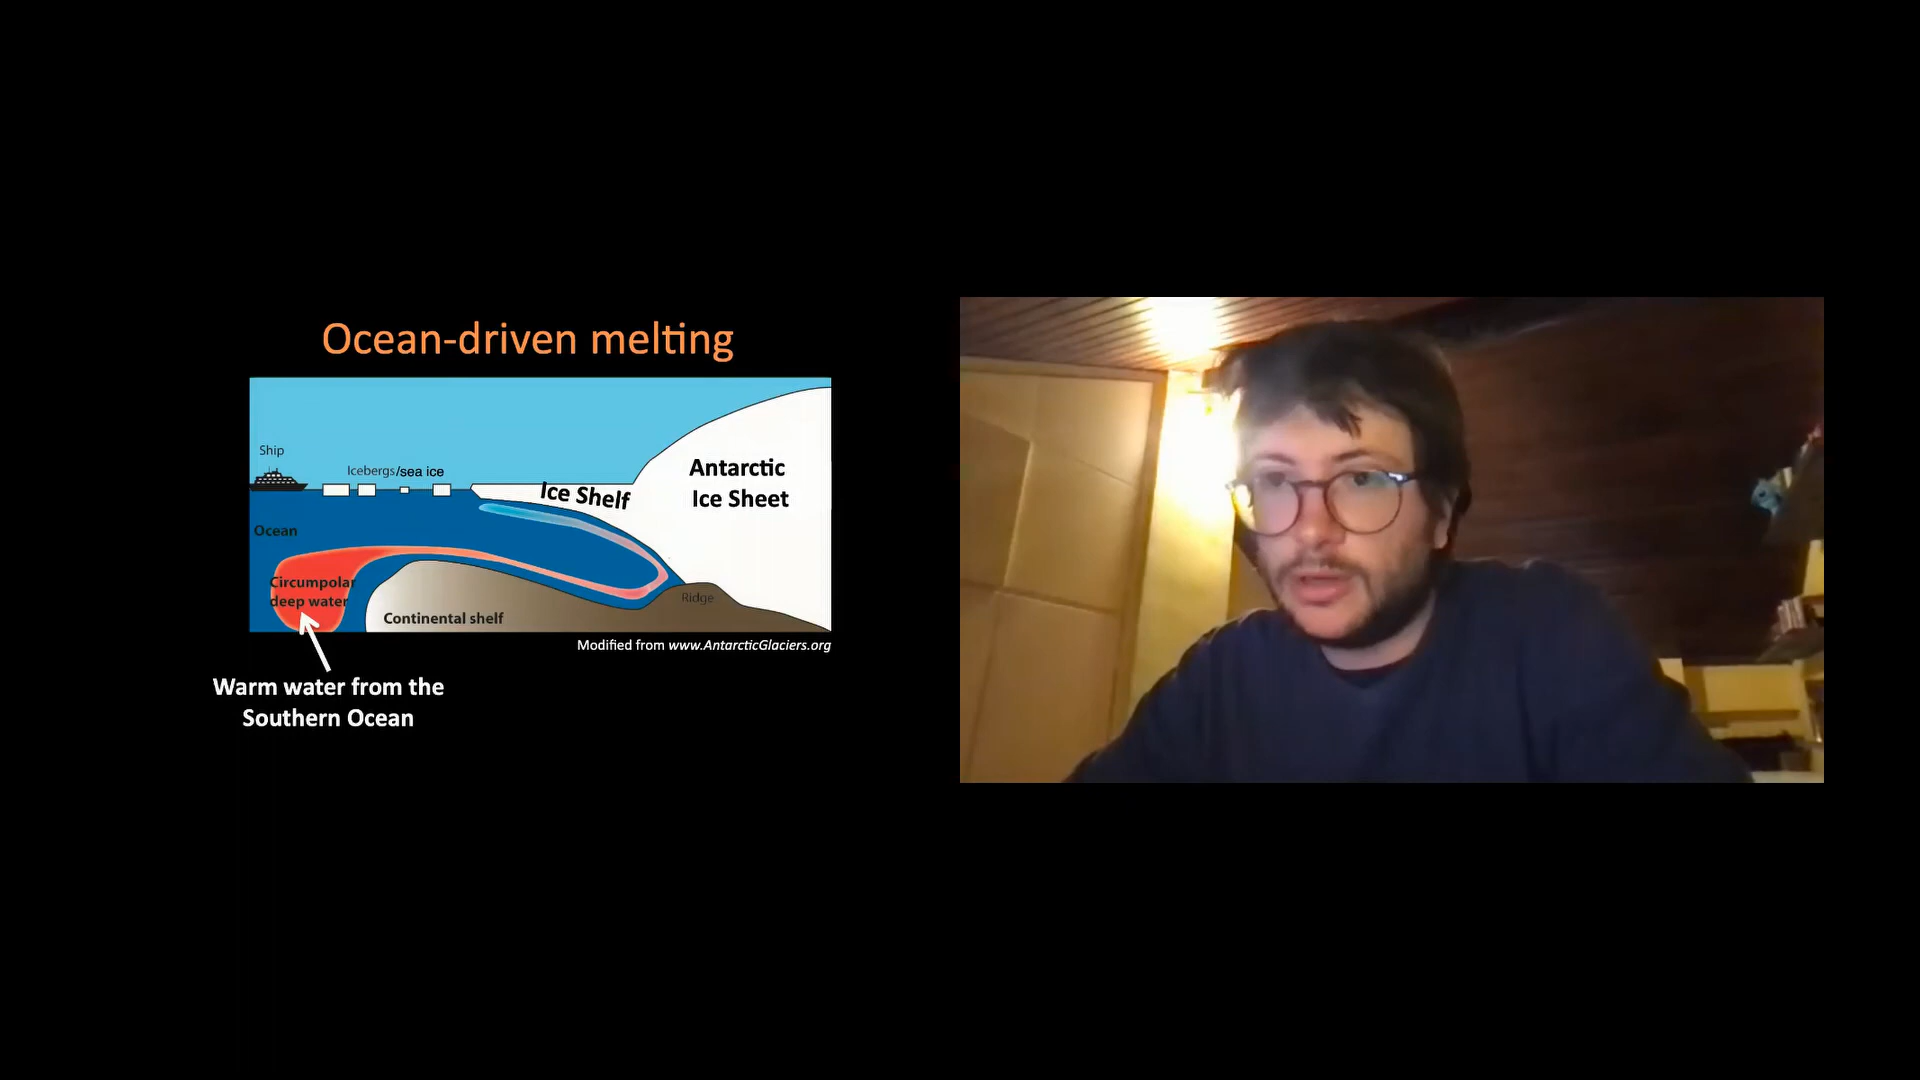 Ocean-driven melting
Ship
Icebergs/sea ice
Ice Shelf
Antarctic
Ice Sheet
Ocean
Circumpolar
deep water
Continental shelf
Ridge
Modified from www.AntarcticGlaciers.org
Warm water from the
Southern Ocean